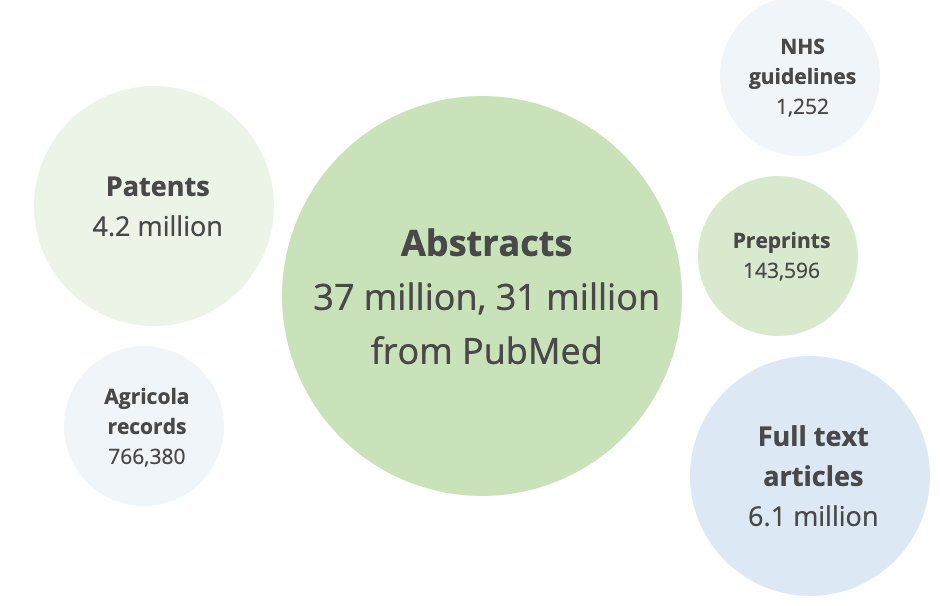 Patents
4.2 million
Agricola
records
766,380
Abstracts
37 million, 31 million
from PubMed
NHS
guidelines
1,252
Preprints
143,596
Full text
articles
6.1 million